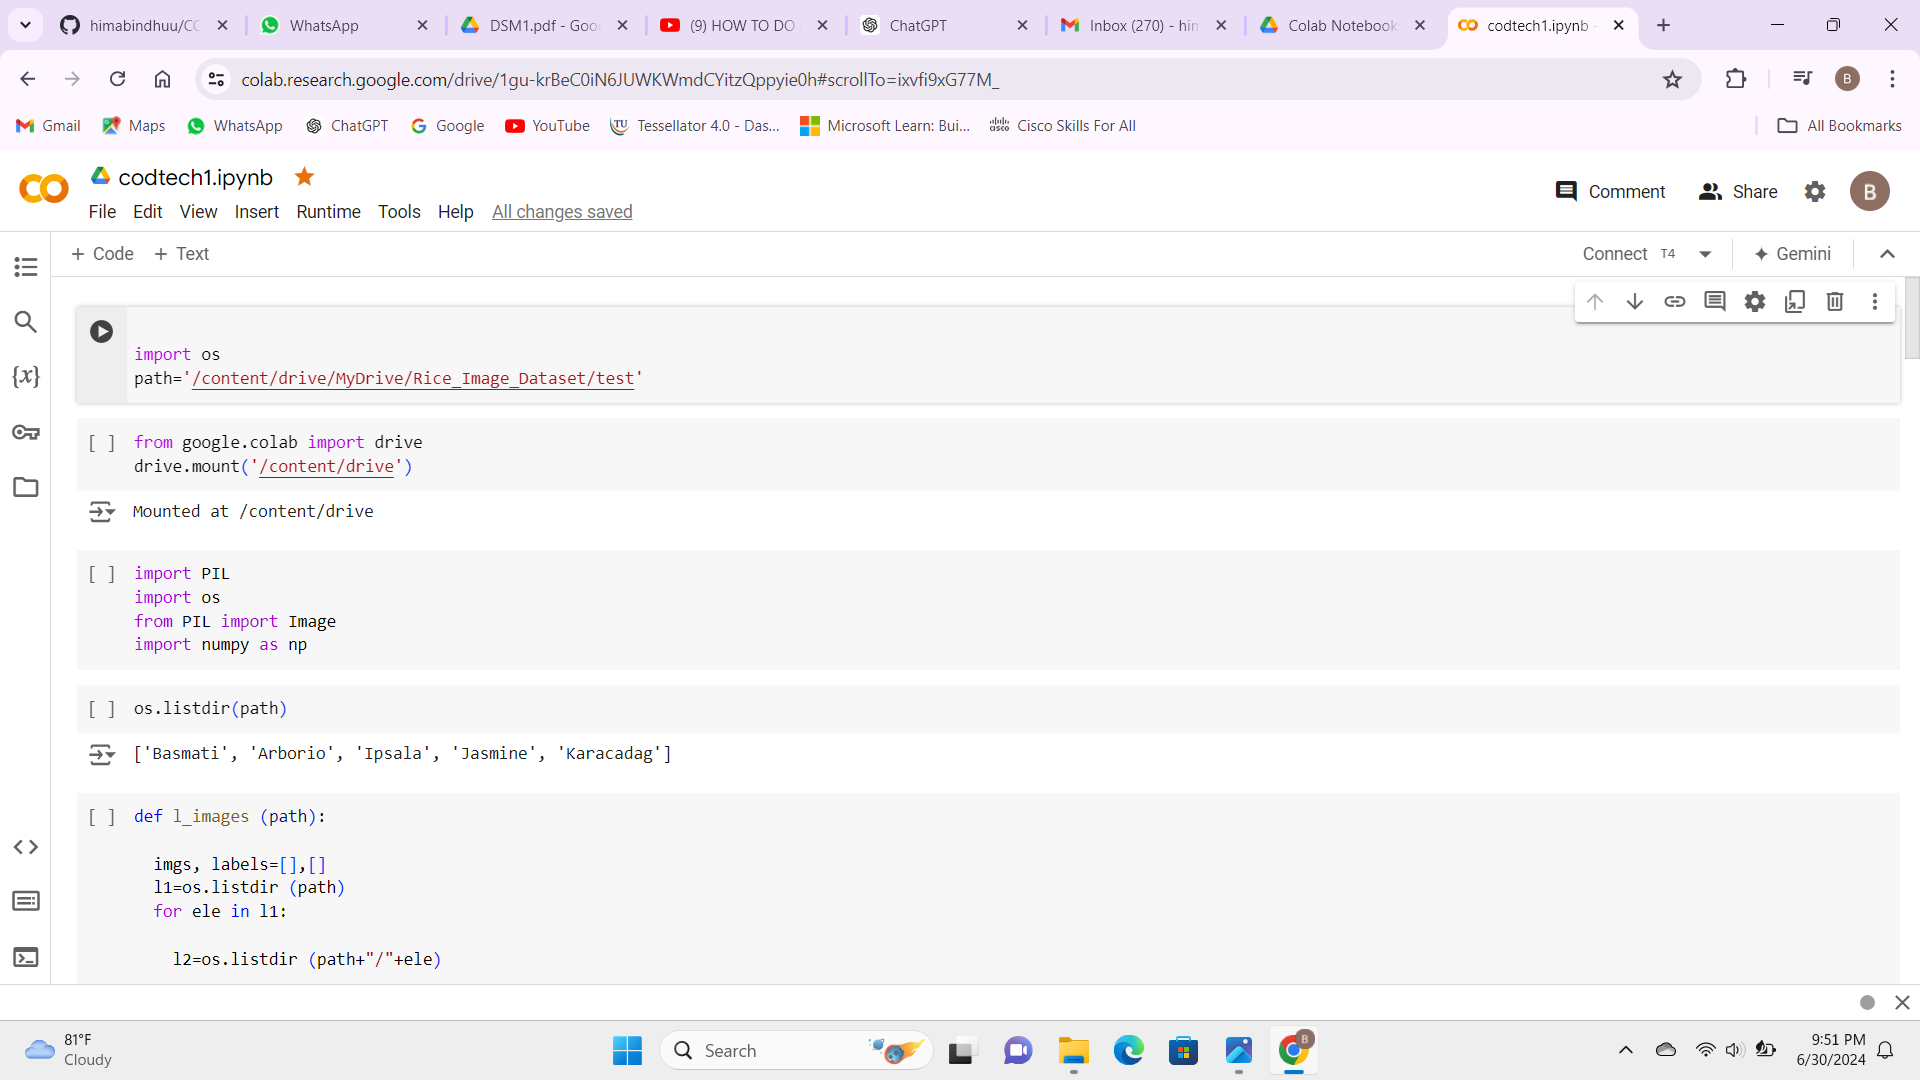 himabindhuu/CO
WhatsApp
DSM1.pdf - Goo
(9) HOW TO DO
ChatGPT
Inbox (270) - him
Colab Notebook
codtech1.ipynb -
colab.research.google.com/drive/1gu-krBeC0iN6JUWKWmdCYitzQppyie0h#scrollTo=ixvfi9xG77M_
B
Gmail
Maps
WhatsApp
ChatGPT
Google
YouTube
TU
Tessellator 4.0 - Das...
Microsoft Learn: Bui...
cisco
Cisco Skills For All
All Bookmarks
codtech1.ipynb
Comment
Share
B
File Edit View Insert Runtime Tools Help All changes saved
+ Code + Text
Connect T4
Gemini
import os
path='/content/drive/MyDrive/Rice_Image_Dataset/test'
[ ] from google.colab import drive
drive.mount('/content/drive')
Mounted at /content/drive
[ ] import PIL
import os
from PIL import Image
import numpy as np
[ ] os.listdir(path)
['Basmati', 'Arborio', 'Ipsala', 'Jasmine', 'Karacadag']
[ ] def l_images (path):
imgs, labels=[],[]
l1=os.listdir (path)
for ele in l1:
l2=os.listdir (path+"/"+ele)
{x}
81°F
Cloudy
Search
B
9:51 PM
6/30/2024